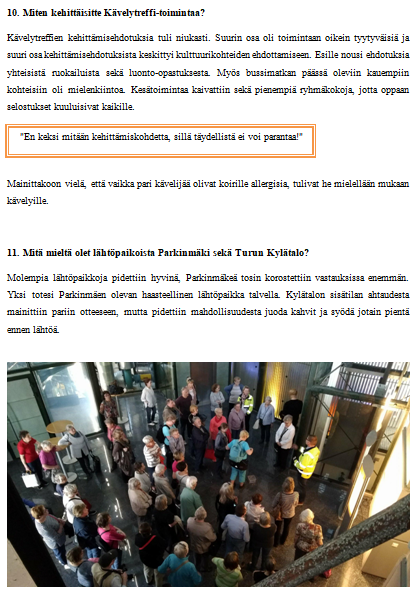 10. Miten kehittäisitte Kävelytreffi-toimintaa?
Kävelytreffien kehittämisehdotuksia tuli niukasti. Suurin osa oli toimintaan oikein tyytyväisiä ja
suuri osa kehittämisehdotuksista keskittyi kulttuurikohteiden ehdottamiseen. Esille nousi ehdotuksia
yhteisistä ruokailuista sekä luonto-opastuksesta. Myös bussimatkan päässä oleviin kauempiin
kohteisiin oli mielenkiintoa. Kesätoimintaa kaivattiin sekä pienempiä ryhmäkokoja, jotta oppaan
selostukset kuuluisivat kaikille.
"En keksi mitään kehittämiskohdetta, sillä täydellistä ei voi parantaa!"
Mainittakoon vielä, että vaikka pari kävelijää olivat koirille allergisia, tulivat he mielellään mukaan
kävelyille.
11. Mitä mieltä olet lähtöpaikoista Parkinmäki sekä Turun Kylätalo?
Molempia lähtöpaikkoja pidettiin hyvinä, Parkinmäkeä tosin korostettiin vastauksissa enemmän.
Yksi totesi Parkinmäen olevan haasteellinen lähtöpaikka talvella. Kylätalon sisätilan ahtaudesta
mainittiin pariin otteeseen, mutta pidettiin mahdollisuudesta juoda kahvit ja syödä jotain pientä
ennen lähtöä.